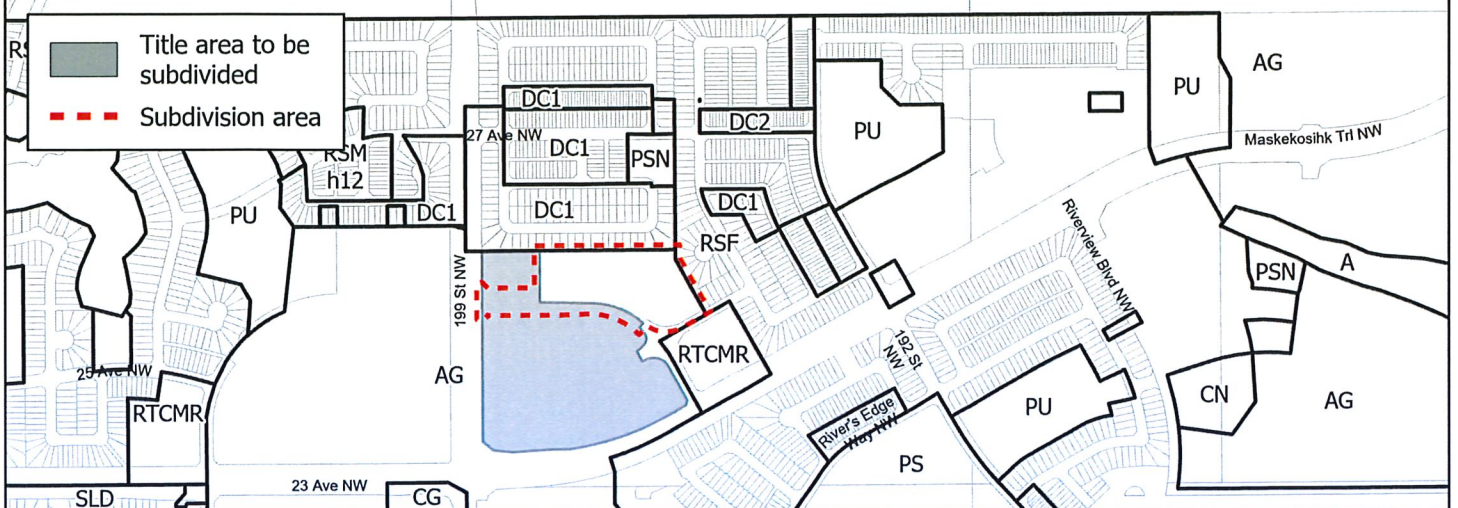 Title area to be
subdivided
Subdivision area
RS
AG
PU
Maskekosihk Trl NW
DC1
DC2
PU
27 Ave NW
DC1
PSN
RSM
h12
DC1
DC1
DC1
PU
RSF
Riverview Blvd NW
PSN
A
199 St NW
192 St
NW
RTCMR
25 Ave NW
AG
CN
AG
PU
RTCMR
River's Edge
Way NW
PS
23 Ave NW
SLD
CG